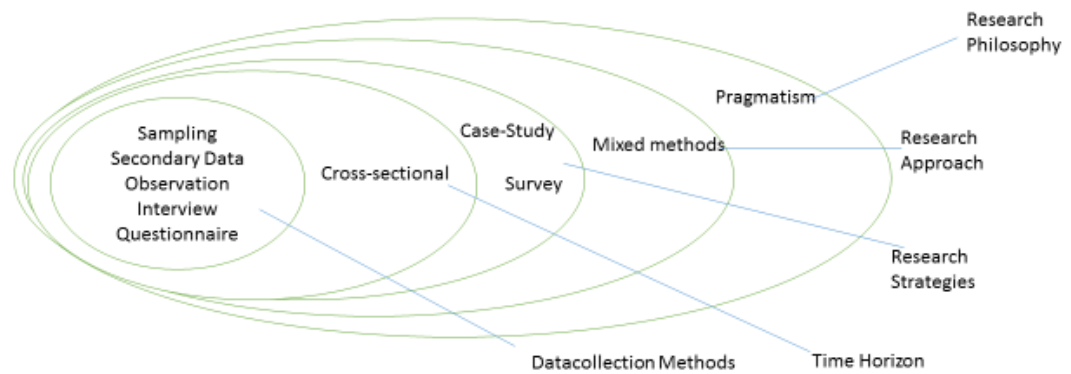 Research
Philosophy
Pragmatism
Sampling
Secondary Data
Observation
Interview
Questionnaire
Cross-sectional
Case-Study
Survey
Mixed methods
Research
Approach
Research
Strategies
Datacollection Methods
Time Horizon